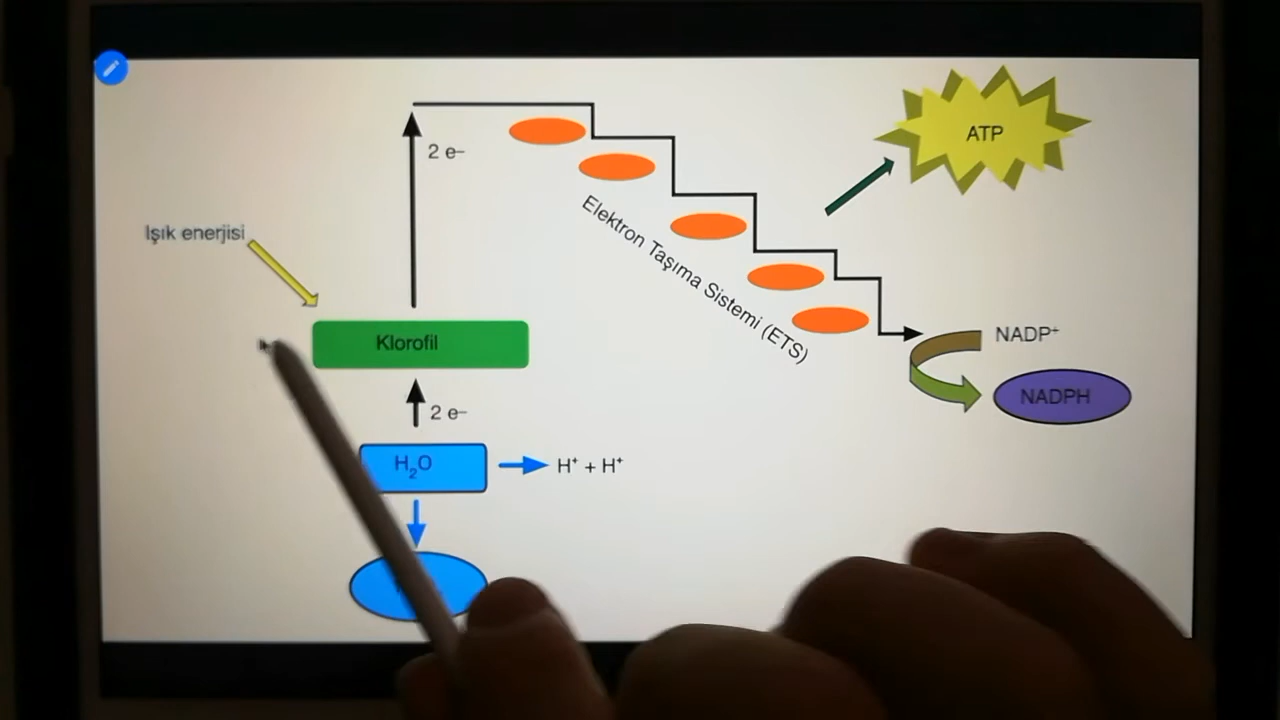 ATP
2 e-
Işık enerjisi
Elektron Taşıma Sistemi (ETS)
Klorofil
NADP⁺
NADPH
2 e-
H₂O
H⁺ + H⁺